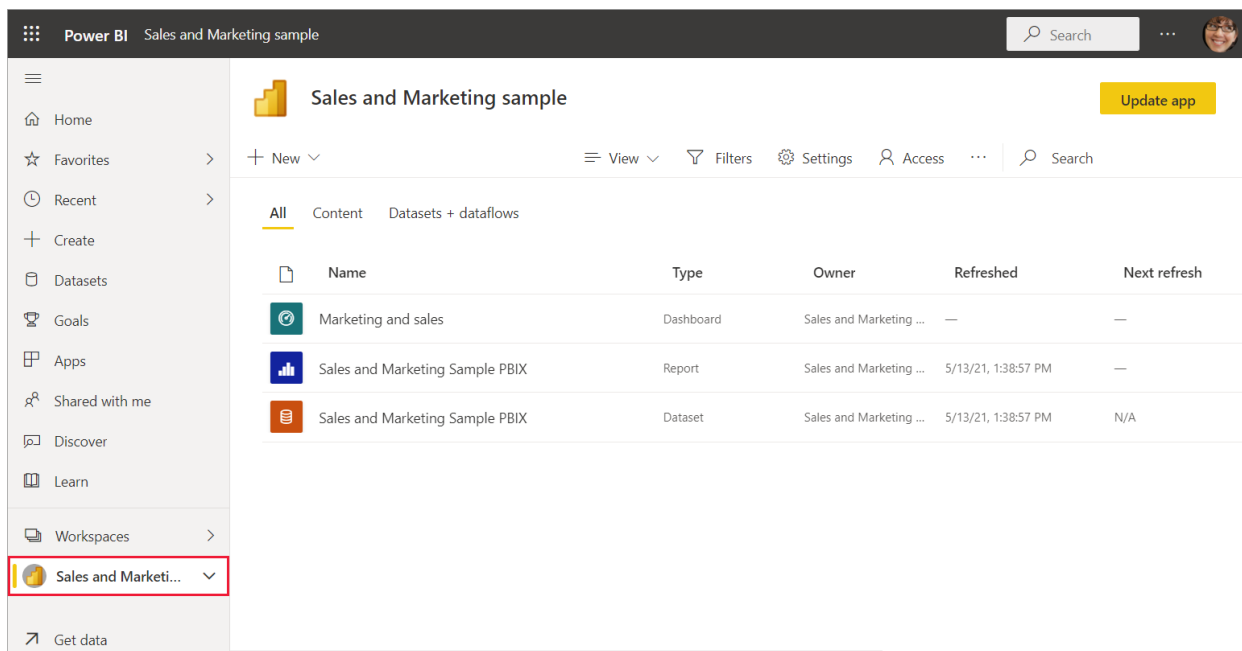 Power BI Sales and Marketing sample Search ...
Sales and Marketing sample Update app
Home
Favorites
Recent
Create
Datasets
Goals
Apps
Shared with me
Discover
Learn
Workspaces
Sales and Marketi...
Get data
New View Filters Settings Access ... Search
All Content Datasets + dataflows
Name Type Owner Refreshed Next refresh
Marketing and sales Dashboard Sales and Marketing ... — —
Sales and Marketing Sample PBIX Report Sales and Marketing ... 5/13/21, 1:38:57 PM —
Sales and Marketing Sample PBIX Dataset Sales and Marketing ... 5/13/21, 1:38:57 PM N/A